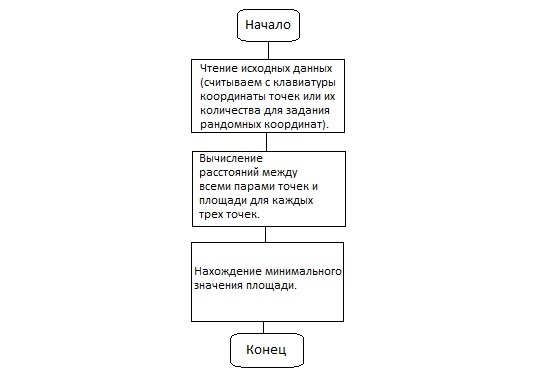 Начало
Чтение исходных данных
(считываем с клавиатуры
координаты точек или их
количества для задания
рандомных координат).
Вычисление
расстояний между
всеми парами точек и
площади для каждых
трех точек.
Нахождение минимального
значения площади.
Конец